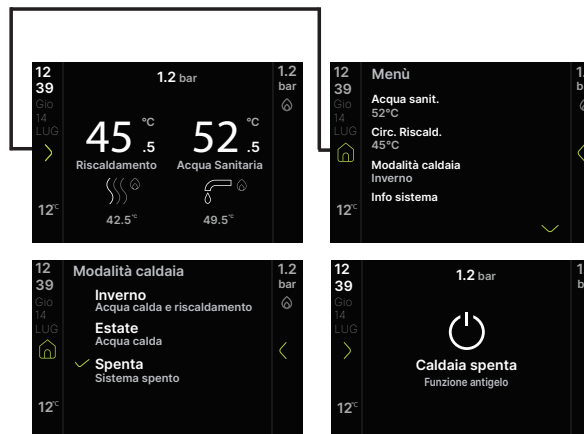 12
39
Gio
14
LUG
12°C
1.2 bar
45.5 °C
52.5 °C
Riscaldamento
Acqua Sanitaria
42.5°C
49.5°C
1.2
bar
12
39
Gio
14
LUG
12°C
Menù
Acqua sanit.
52°C
Circ. Riscald.
45°C
Modalità caldaia
Inverno
Info sistema
12
39
Gio
14
LUG
12°C
Modalità caldaia
Inverno
Acqua calda e riscaldamento
Estate
Acqua calda
Spenta
Sistema spento
1.2
bar
12
39
Gio
14
LUG
12°C
1.2 bar
Caldaia spenta
Funzione antigelo